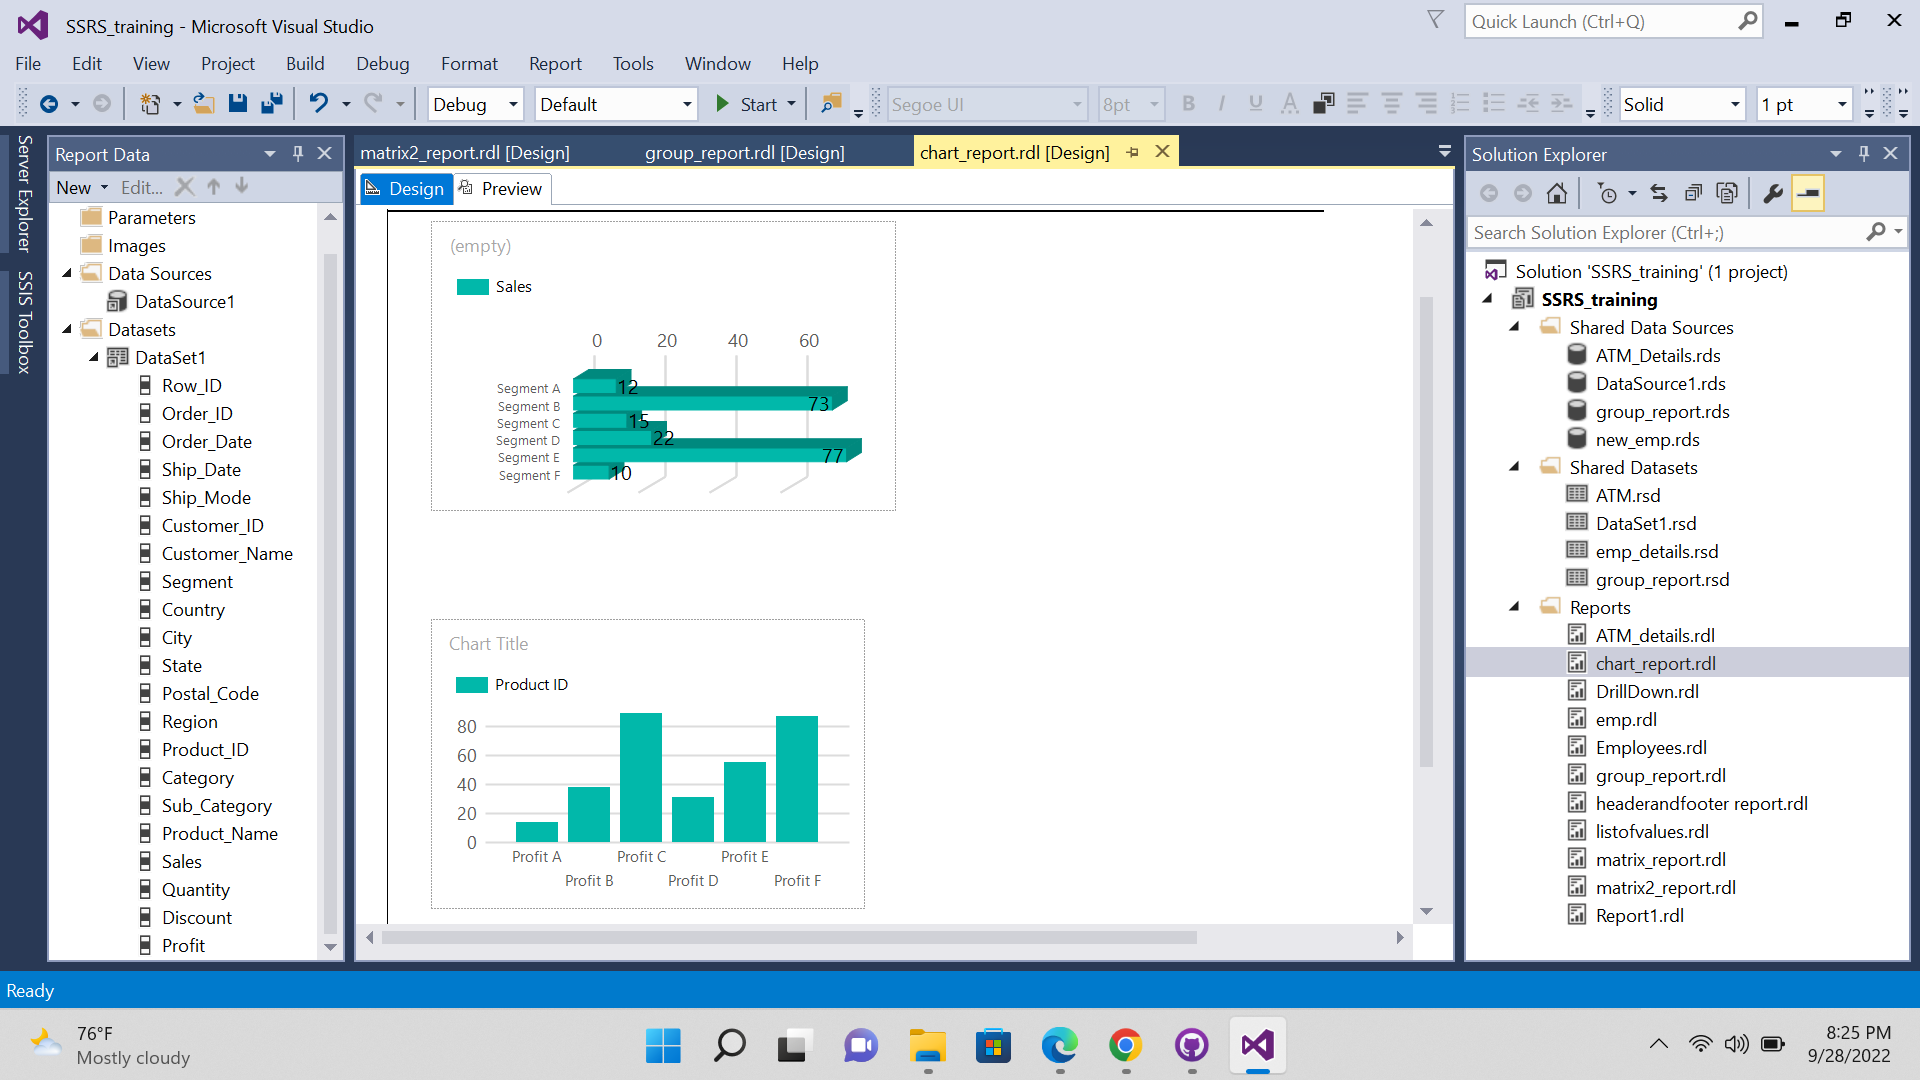 SSRS_training - Microsoft Visual Studio
Quick Launch (Ctrl+Q)
File Edit View Project Build Debug Format Report Tools Window Help
Debug Default Start Segoe UI 8pt B I U A Solid 1 pt
Server Explorer
SSIS Toolbox
Report Data
New Edit...
Parameters
Images
Data Sources
DataSource1
Datasets
DataSet1
Row_ID
Order_ID
Order_Date
Ship_Date
Ship_Mode
Customer_ID
Customer_Name
Segment
Country
City
State
Postal_Code
Region
Product_ID
Category
Sub_Category
Product_Name
Sales
Quantity
Discount
Profit
matrix2_report.rdl [Design] group_report.rdl [Design] chart_report.rdl [Design]
Design Preview
(empty)
Sales
0 20 40 60
Segment A 12
Segment B 73
Segment C 15
Segment D 22
Segment E 77
Segment F 10
Chart Title
Product ID
80
60
40
20
0
Profit A Profit C Profit E
Profit B Profit D Profit F
Solution Explorer
Search Solution Explorer (Ctrl+;)
Solution 'SSRS_training' (1 project)
SSRS_training
Shared Data Sources
ATM_Details.rds
DataSource1.rds
group_report.rds
new_emp.rds
Shared Datasets
ATM.rsd
DataSet1.rsd
emp_details.rsd
group_report.rsd
Reports
ATM_details.rdl
chart_report.rdl
DrillDown.rdl
emp.rdl
Employees.rdl
group_report.rdl
headerandfooter report.rdl
listofvalues.rdl
matrix_report.rdl
matrix2_report.rdl
Report1.rdl
Ready
76°F
Mostly cloudy
8:25 PM
9/28/2022